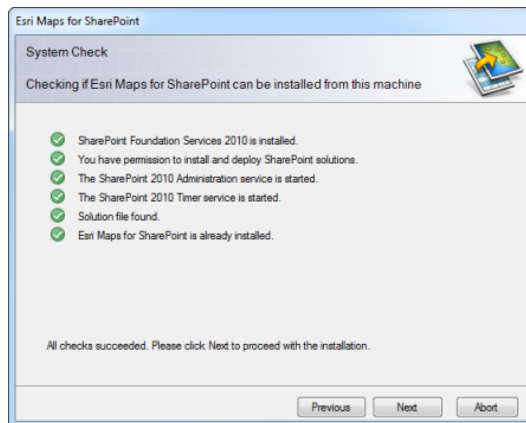 Esri Maps for SharePoint
System Check
Checking if Esri Maps for SharePoint can be installed from this machine
SharePoint Foundation Services 2010 is installed.
You have permission to install and deploy SharePoint solutions.
The SharePoint 2010 Administration service is started.
The SharePoint 2010 Timer service is started.
Solution file found.
Esri Maps for SharePoint is already installed.
All checks succeeded. Please click Next to proceed with the installation.
Previous Next Abort